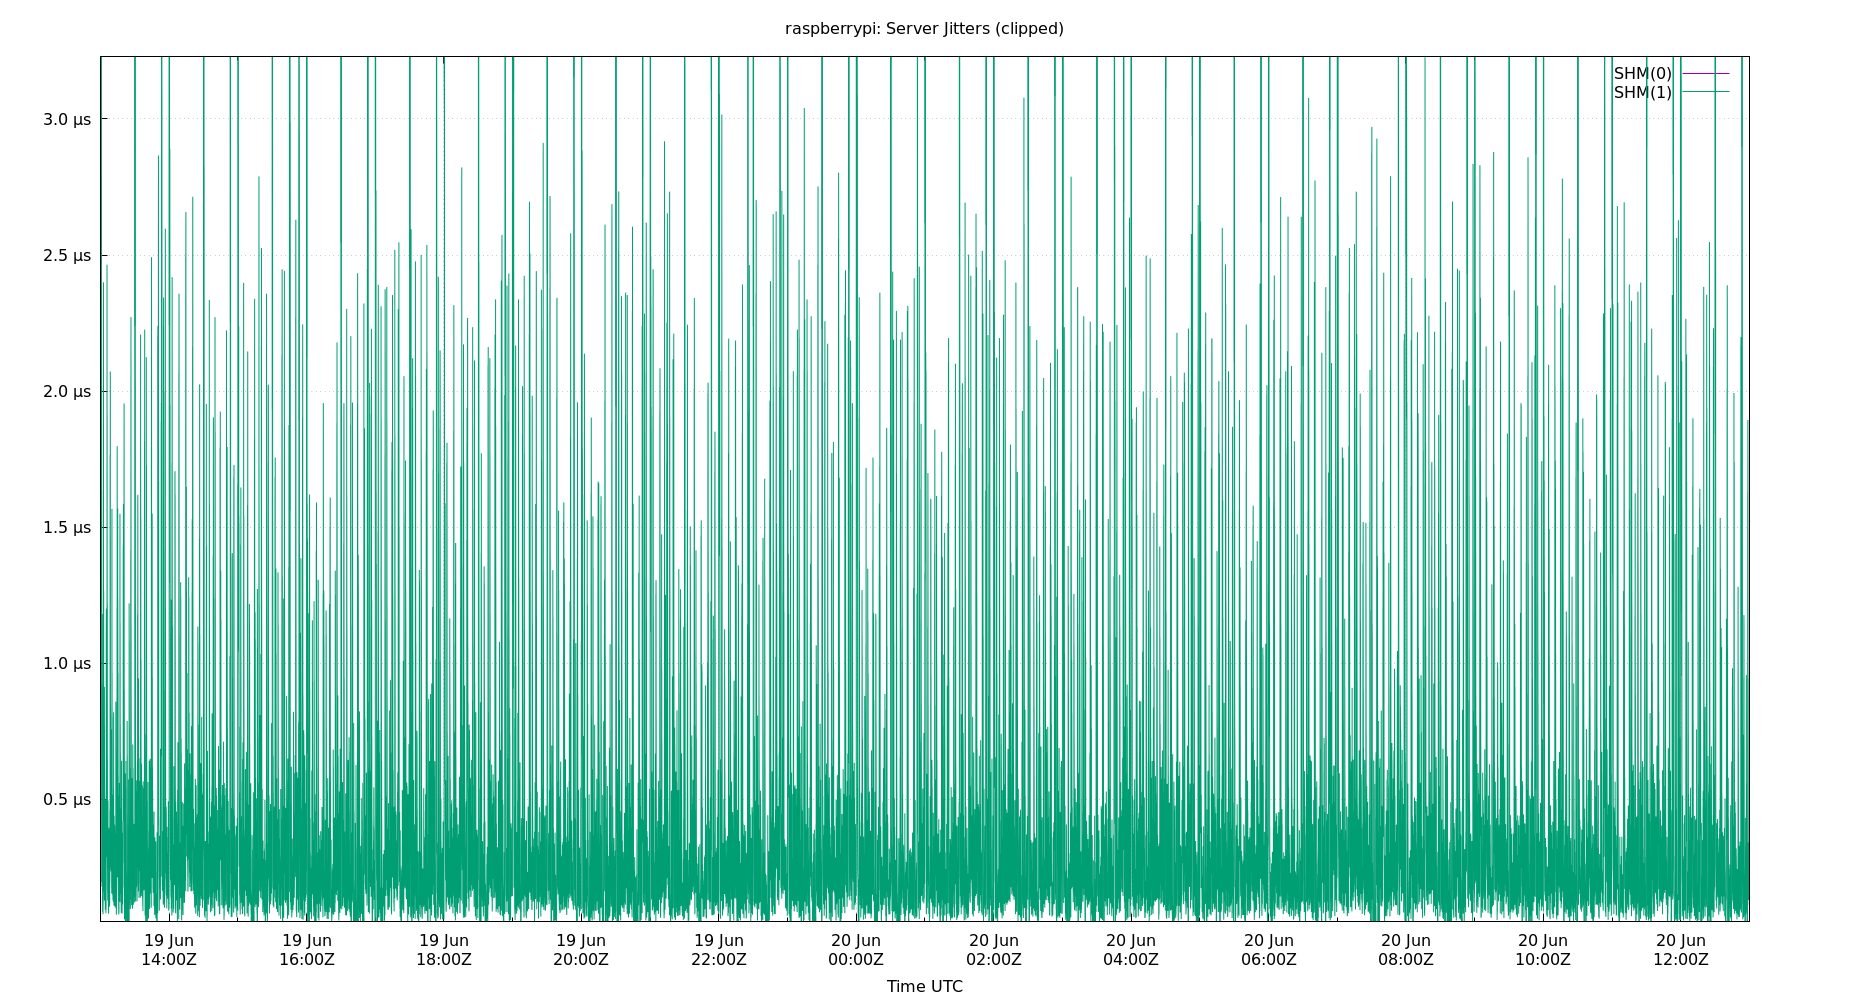 raspberrypi: Server Jitters (clipped)
SHM(0)
SHM(1)
3.0 µs
2.5 µs
2.0 µs
1.5 µs
1.0 µs
0.5 µs
19 Jun 19 Jun 19 Jun 19 Jun 19 Jun 20 Jun 20 Jun 20 Jun 20 Jun 20 Jun 20 Jun 20 Jun
14:00Z 16:00Z 18:00Z 20:00Z 22:00Z 00:00Z 02:00Z 04:00Z 06:00Z 08:00Z 10:00Z 12:00Z
Time UTC